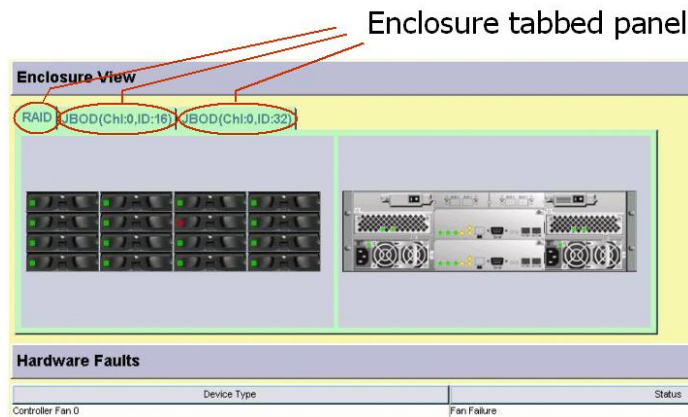 Enclosure tabbed panel
Enclosure View
RAID JBOD(Chl:0,ID:16) JBOD(Chl:0,ID:32)
Hardware Faults
Device Type Status
Controller Fan 0 Fan Failure